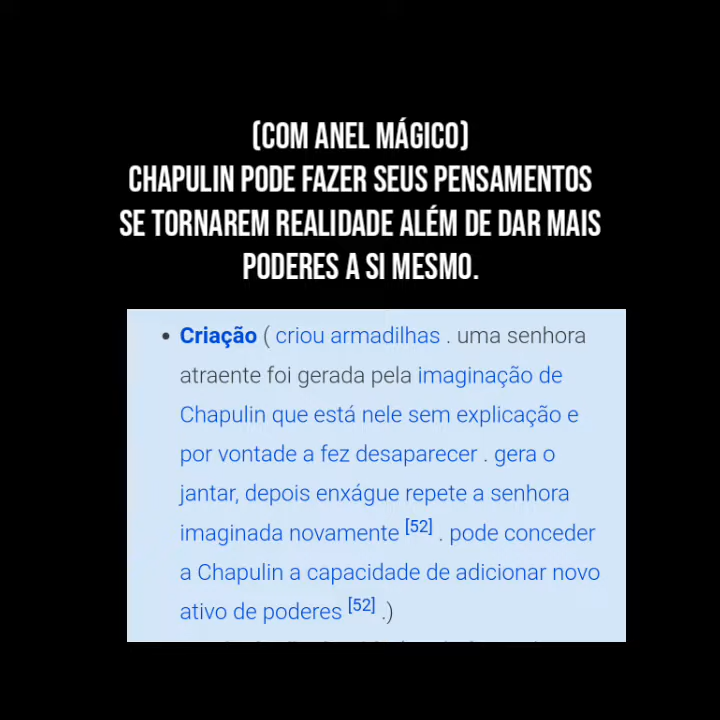 (COM ANEL MÁGICO)
CHAPULIN PODE FAZER SEUS PENSAMENTOS
SE TORNAREM REALIDADE ALÉM DE DAR MAIS
PODERES A SI MESMO.
• Criação ( criou armadilhas . uma senhora
atraente foi gerada pela imaginação de
Chapulin que está nele sem explicação e
por vontade a fez desaparecer . gera o
jantar, depois enxágue repete a senhora
imaginada novamente [52] . pode conceder
a Chapulin a capacidade de adicionar novo
ativo de poderes [52] .)